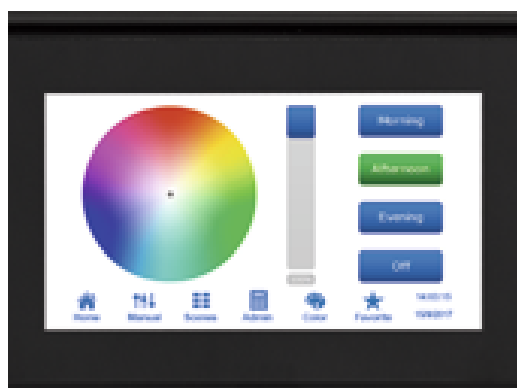 Morning
Afternoon
Evening
Off
Home Manual Scenes Admin Color Favorite